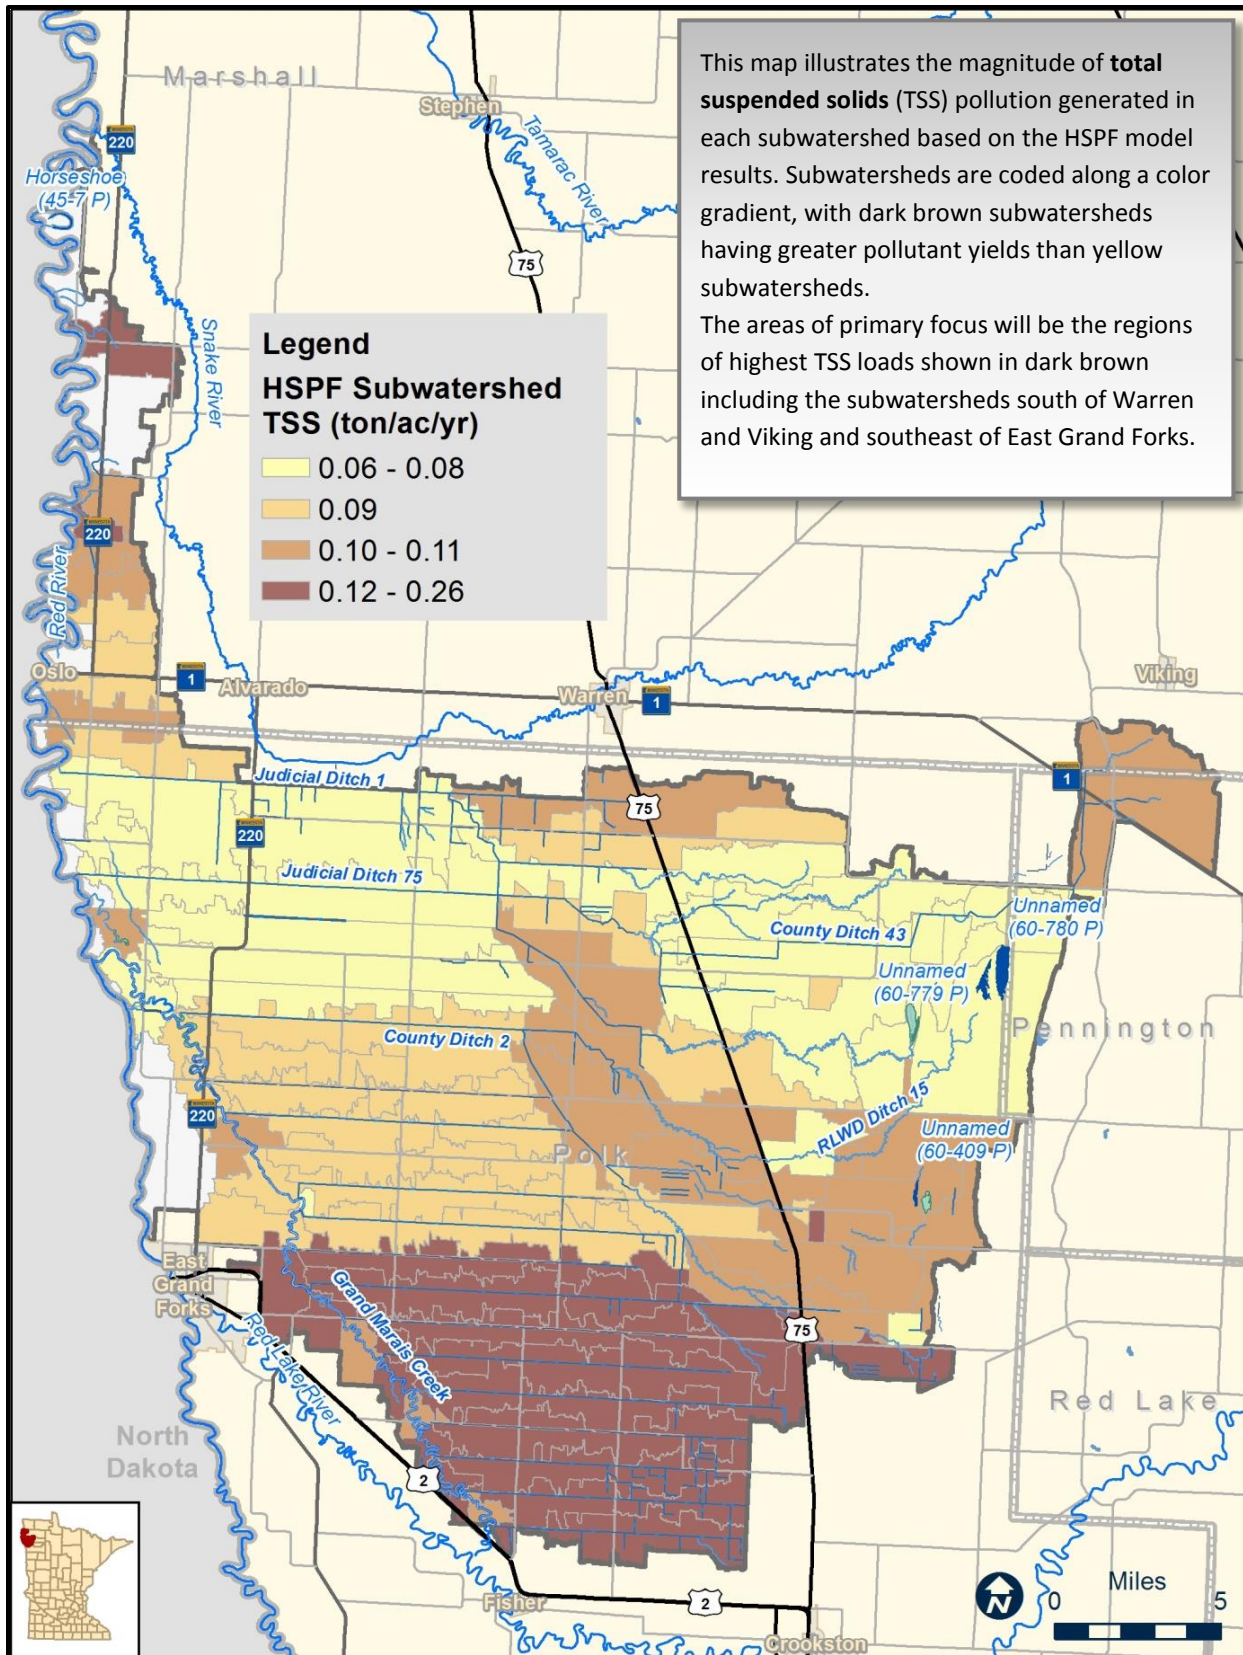 This map illustrates the magnitude of total
suspended solids (TSS) pollution generated in
each subwatershed based on the HSPF model
results. Subwatersheds are coded along a color
gradient, with dark brown subwatersheds
having greater pollutant yields than yellow
subwatersheds.
The areas of primary focus will be the regions
of highest TSS loads shown in dark brown
including the subwatersheds south of Warren
and Viking and southeast of East Grand Forks.
Marshall
Stephen
Tamarac River
MINNESOTA
220
Horseshoe
(45-7 P)
75
Snake River
Legend
HSPF Subwatershed
TSS (ton/ac/yr)
0.06 - 0.08
0.09
0.10 - 0.11
0.12 - 0.26
MINNESOTA
220
Red River
Oslo
MINNESOTA
1
Alvarado
Warren
MINNESOTA
1
Viking
Judicial Ditch 1
75
MINNESOTA
1
MINNESOTA
220
Judicial Ditch 75
County Ditch 43
Unnamed
(60-780 P)
Unnamed
(60-779 P)
Pennington
County Ditch 2
MINNESOTA
220
RLWD Ditch 15
Unnamed
(60-409 P)
Polk
East
Grand
Forks
Grand Marais Creek
Red Lake River
75
Red Lake
North
Dakota
2
Fisher
2
Crookston
N
Miles
0 5